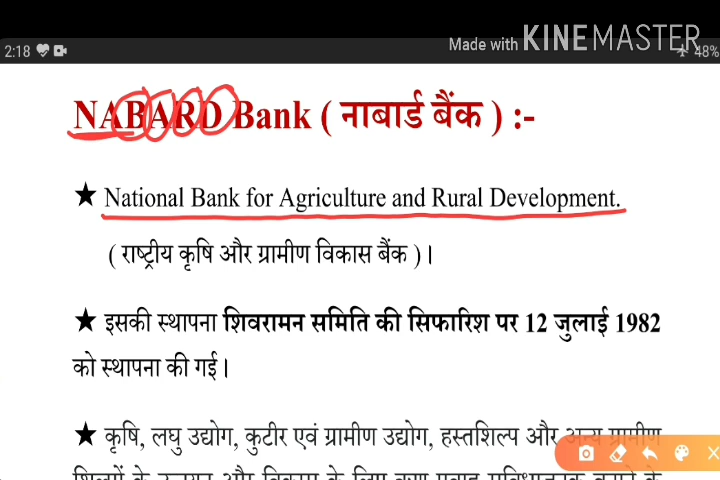 Made with KINEMASTER
2:18 48%
NABARD Bank ( नाबार्ड बैंक ) :-
★ National Bank for Agriculture and Rural Development.
( राष्ट्रीय कृषि और ग्रामीण विकास बैंक ) ।
★ इसकी स्थापना शिवरामन समिति की सिफारिश पर 12 जुलाई 1982
को स्थापना की गई।
★ कृषि, लघु उद्योग, कुटीर एवं ग्रामीण उद्योग, हस्तशिल्प और अन्य ग्रामीण